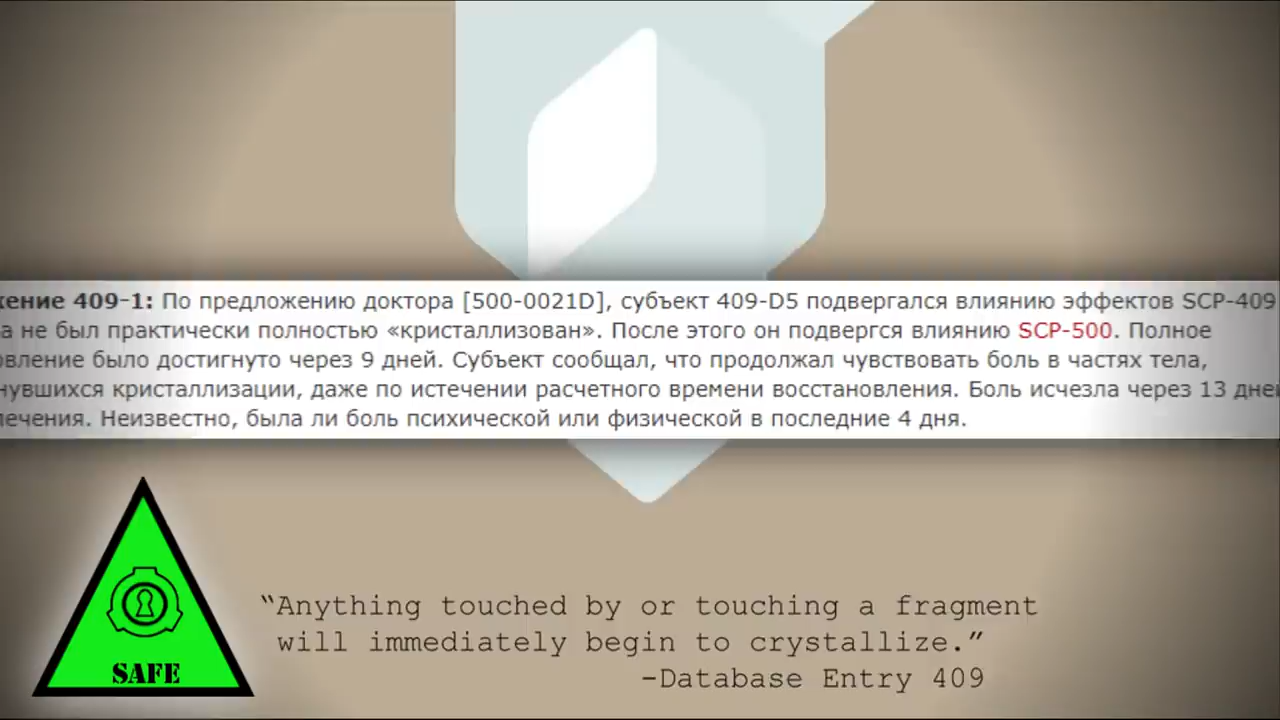 жение 409-1: По предложению доктора [500-0021D], субъект 409-D5 подвергался влиянию эффектов SCP-409
а не был практически полностью «кристаллизован». После этого он подвергся влиянию SCP-500. Полное
овление было достигнуто через 9 дней. Субъект сообщал, что продолжал чувствовать боль в частях тела,
нувшихся кристаллизации, даже по истечении расчетного времени восстановления. Боль исчезла через 13 дней
лечения. Неизвестно, была ли боль психической или физической в последние 4 дня.
“Anything touched by or touching a fragment
will immediately begin to crystallize.”
-Database Entry 409
SAFE